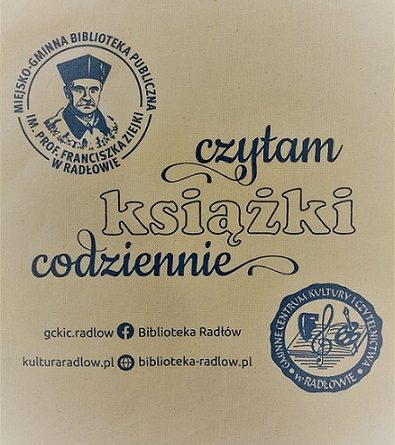 MIEJSKO-GMINNA BIBLIOTEKA PUBLICZNA
IM. PROF. FRANCISZKA ZIEJKI
W RADŁOWIE
czytam
książki
codziennie
gckic.radlow Biblioteka Radłów
kulturaradlow.pl biblioteka-radlow.pl
GMINNE CENTRUM KULTURY I CZYTELNICTWA
W RADŁOWIE